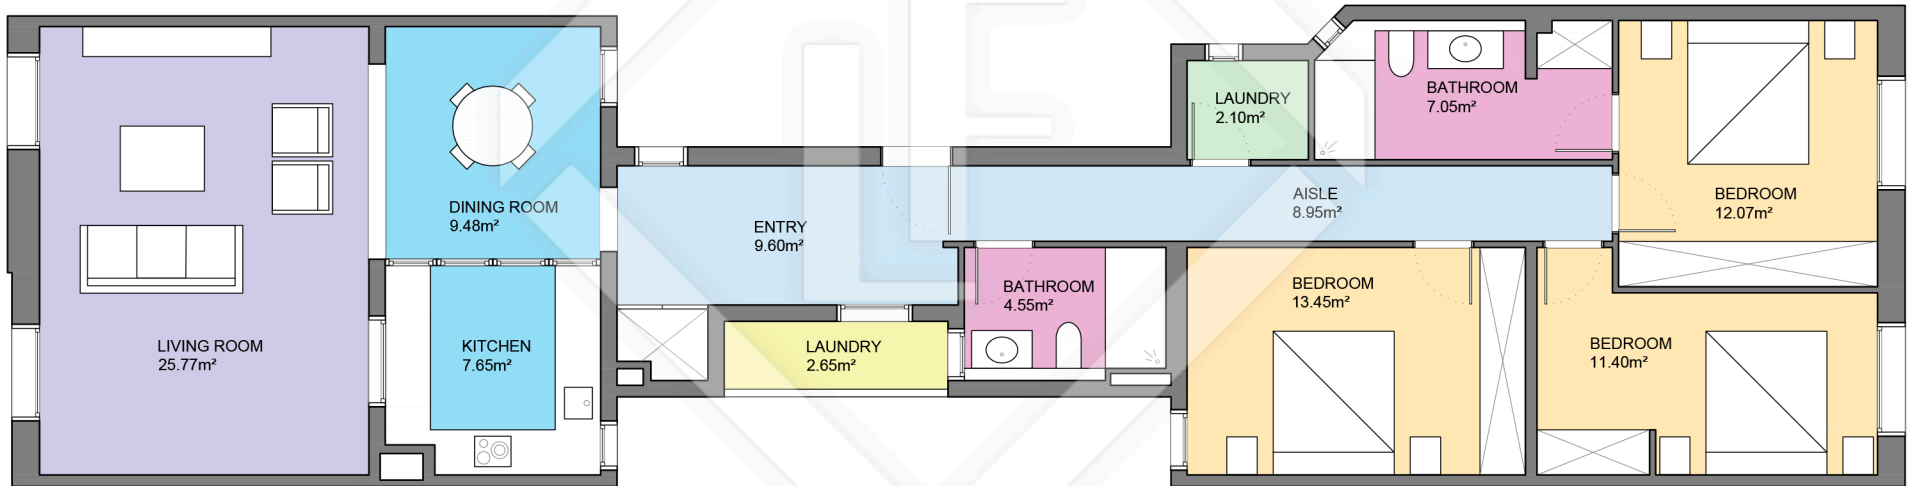 LIVING ROOM
25.77m²
DINING ROOM
9.48m²
KITCHEN
7.65m²
ENTRY
9.60m²
LAUNDRY
2.65m²
BATHROOM
4.55m²
AISLE
8.95m²
LAUNDRY
2.10m²
BATHROOM
7.05m²
BEDROOM
12.07m²
BEDROOM
13.45m²
BEDROOM
11.40m²